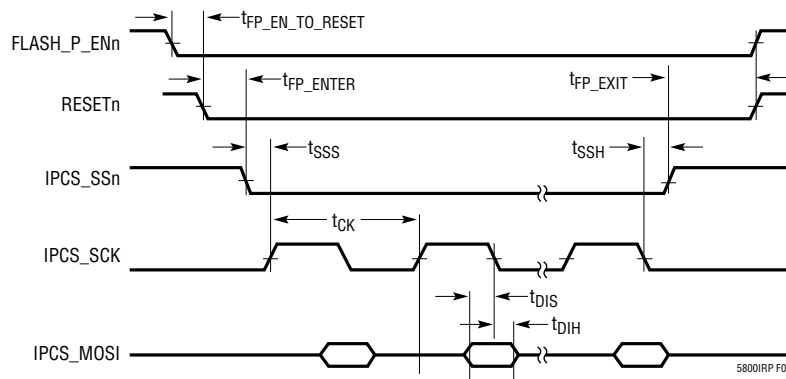 FLASH_P_ENn
tFP_EN_TO_RESET
RESETn
tFP_ENTER
tFP_EXIT
IPCS_SSn
tSSS
tSSH
IPCS_SCK
tCK
tDIS
tDIH
IPCS_MOSI
5800IRP F0